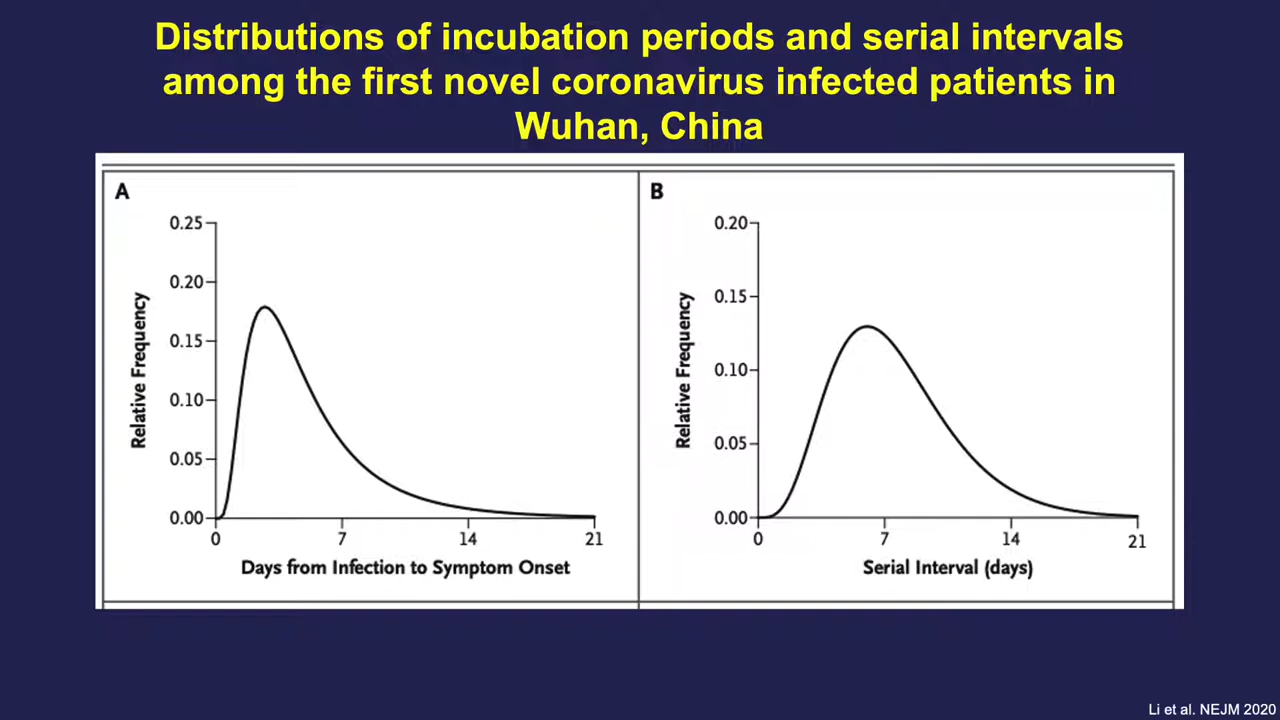 Distributions of incubation periods and serial intervals
among the first novel coronavirus infected patients in
Wuhan, China
A
0.25
0.20
0.15
0.10
0.05
0.00
Relative Frequency
0 7 14 21
Days from Infection to Symptom Onset
B
0.20
0.15
0.10
0.05
0.00
Relative Frequency
0 7 14 21
Serial Interval (days)
Li et al. NEJM 2020